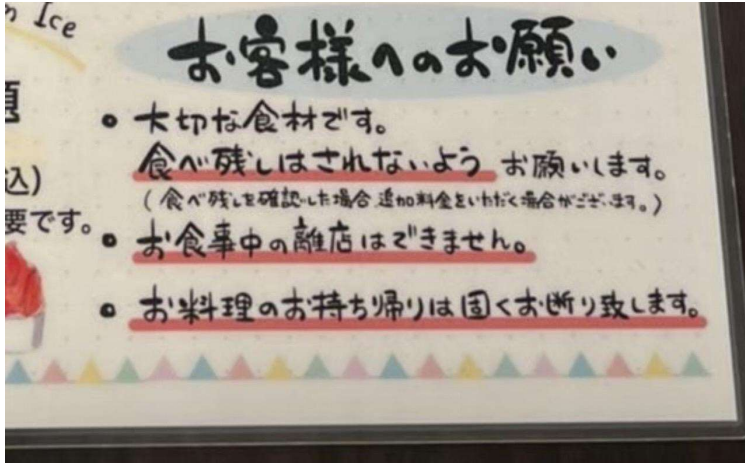 Ice
お客様へのお願い
• 大切な食材です。
食べ残しはされないよう お願いします。
(食べ残しを確認した場合、追加料金をいただく場合がございます。)
込)
要です。
• お食事中の離店はできません。
• お料理のお持ち帰りは固くお断り致します。